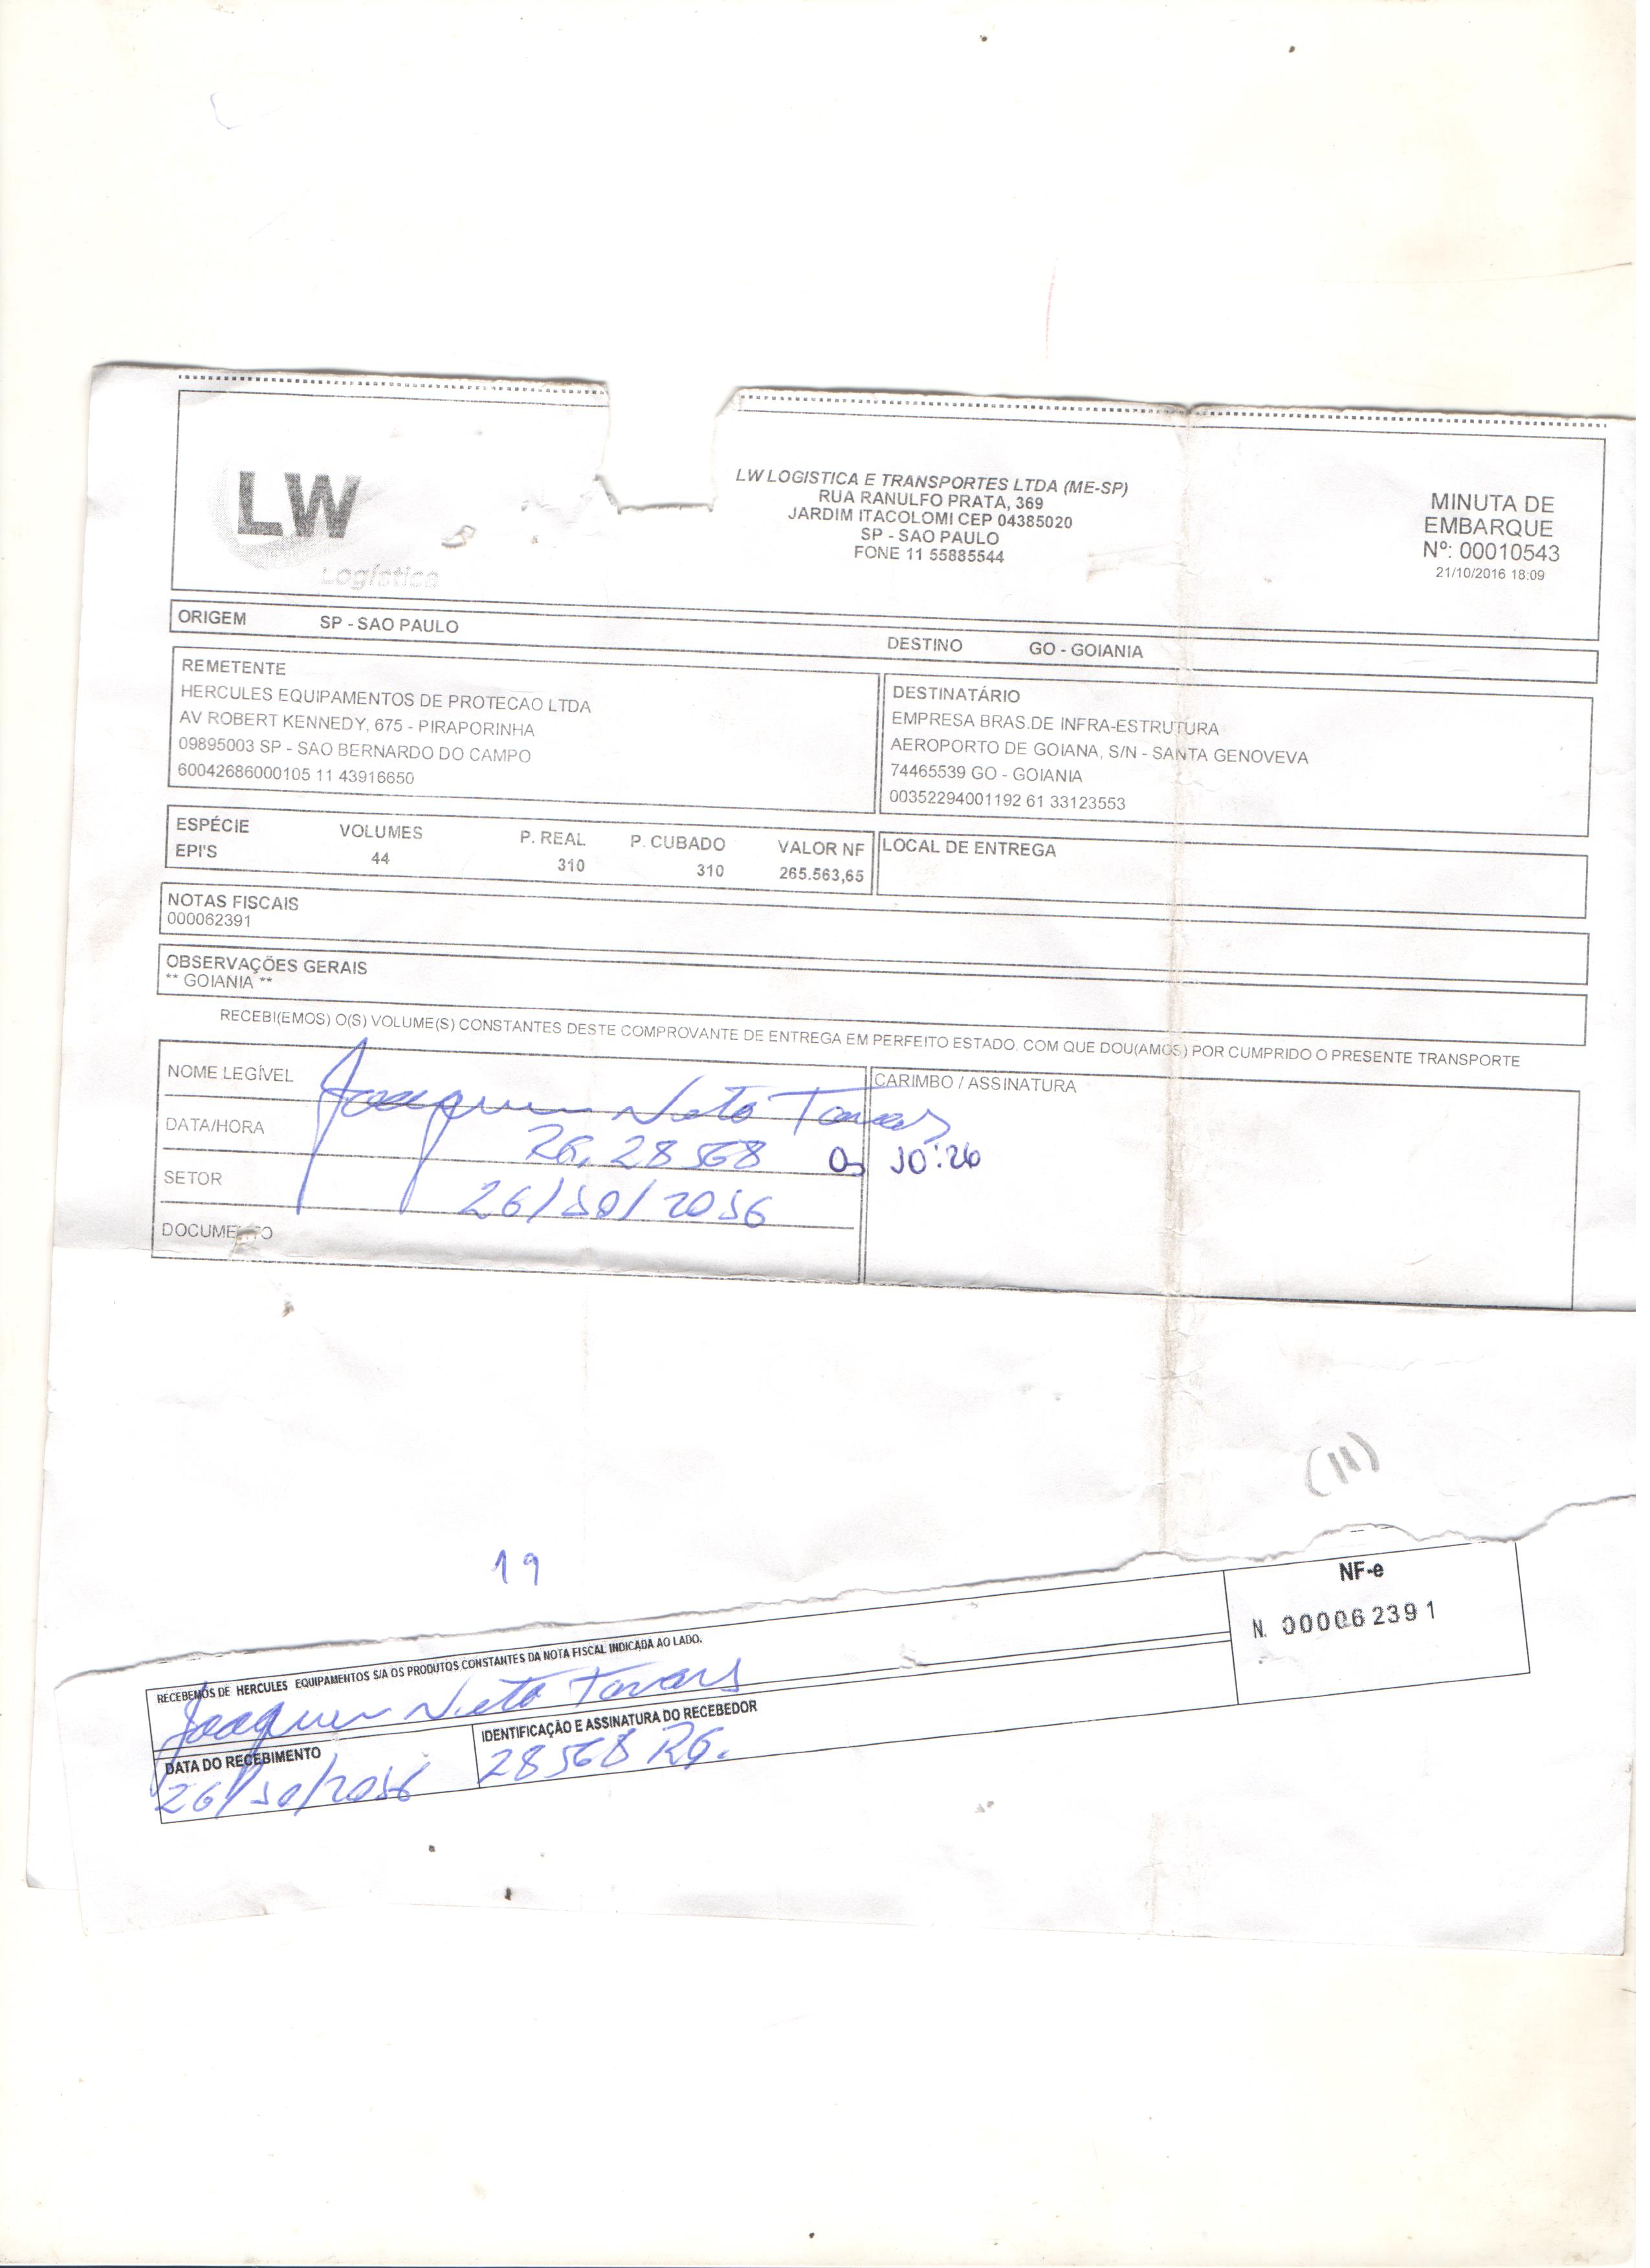 LW
Logística
LW LOGISTICA E TRANSPORTES LTDA (ME-SP)
RUA RANULFO PRATA, 369
JARDIM ITACOLOMI CEP 04385020
SP - SAO PAULO
FONE 11 55885544
MINUTA DE
EMBARQUE
Nº: 00010543
21/10/2016 18:09
ORIGEM SP - SAO PAULO
DESTINO GO - GOIANIA
REMETENTE
HERCULES EQUIPAMENTOS DE PROTECAO LTDA
AV ROBERT KENNEDY, 675 - PIRAPORINHA
09895003 SP - SAO BERNARDO DO CAMPO
60042686000105 11 43916650
DESTINATÁRIO
EMPRESA BRAS.DE INFRA-ESTRUTURA
AEROPORTO DE GOIANA, S/N - SANTA GENOVEVA
74465539 GO - GOIANIA
00352294001192 61 33123553
ESPÉCIE VOLUMES P. REAL P. CUBADO VALOR NF
EPI'S 44 310 310 265.563,65
LOCAL DE ENTREGA
NOTAS FISCAIS
000062391
OBSERVAÇÕES GERAIS
** GOIANIA **
RECEBI(EMOS) O(S) VOLUME(S) CONSTANTES DESTE COMPROVANTE DE ENTREGA EM PERFEITO ESTADO, COM QUE DOU(AMOS) POR CUMPRIDO O PRESENTE TRANSPORTE
NOME LEGÍVEL Joaquim Neto Tavares
CARIMBO / ASSINATURA
DATA/HORA RG. 28568 as 10:26
SETOR 26/10/2016
DOCUMENTO
(11)
19
NF-e
N. 000062391
RECEBEMOS DE HERCULES EQUIPAMENTOS S/A OS PRODUTOS CONSTANTES DA NOTA FISCAL INDICADA AO LADO.
Joaquim Neto Tavares
DATA DO RECEBIMENTO
26/10/2016
IDENTIFICAÇÃO E ASSINATURA DO RECEBEDOR
28568 RG.